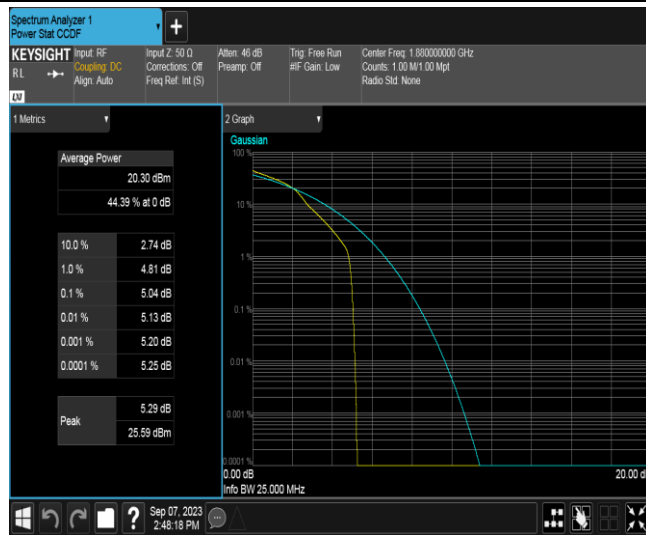 Spectrum Analyzer 1
Power Stat CCDF
+
KEYSIGHT
RL
LXI
Input: RF
Coupling: DC
Align: Auto
Input Z: 50 Ω
Corrections: Off
Freq Ref: Int (S)
Atten: 46 dB
Preamp: Off
Trig: Free Run
#IF Gain: Low
Center Freq: 1.880000000 GHz
Counts: 1.00 M/1.00 Mpt
Radio Std: None
1 Metrics
Average Power
20.30 dBm
44.39 % at 0 dB
10.0 % 2.74 dB
1.0 % 4.81 dB
0.1 % 5.04 dB
0.01 % 5.13 dB
0.001 % 5.20 dB
0.0001 % 5.25 dB
Peak
5.29 dB
25.59 dBm
2 Graph
Gaussian
100 %
10 %
1 %
0.1 %
0.01 %
0.001 %
0.0001 %
0.00 dB 20.00 d
Info BW 25.000 MHz
?
Sep 07, 2023
2:48:18 PM